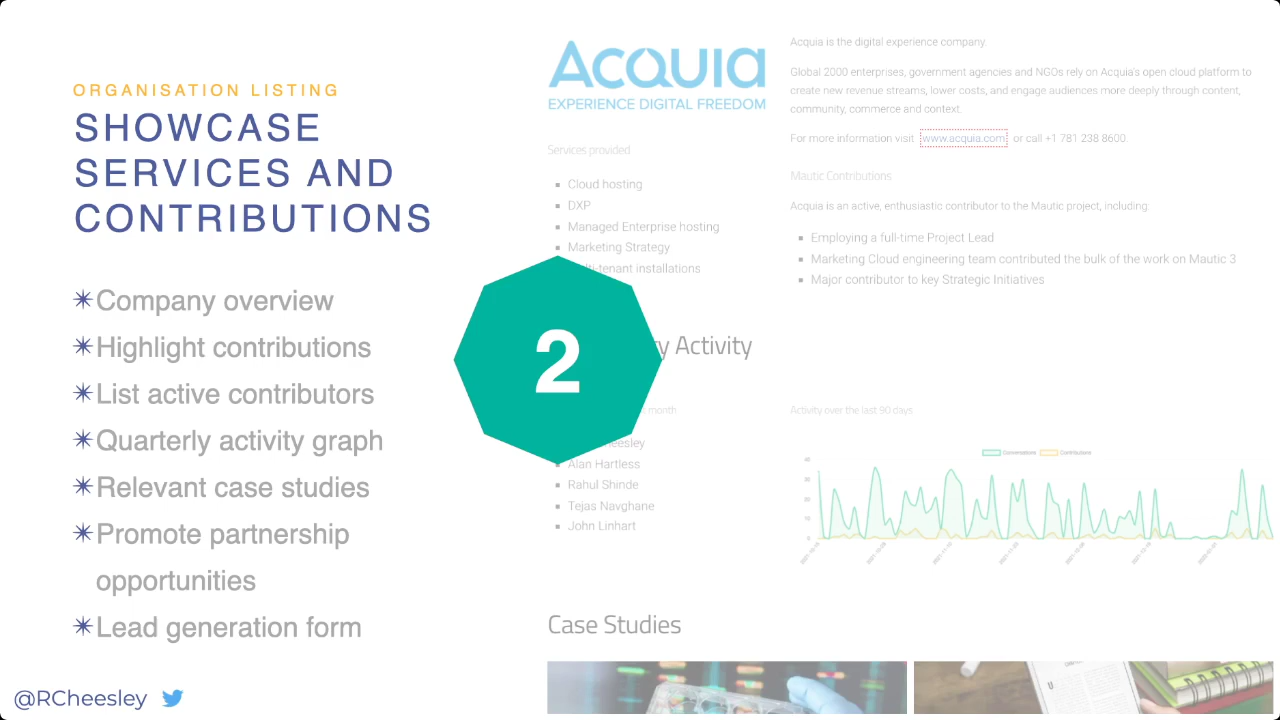 ORGANISATION LISTING
SHOWCASE
SERVICES AND
CONTRIBUTIONS
Company overview
Highlight contributions
List active contributors
Quarterly activity graph
Relevant case studies
Promote partnership
opportunities
Lead generation form
@RCheesley
Acquia
EXPERIENCE DIGITAL FREEDOM
Services provided
Cloud hosting
DXP
Managed Enterprise hosting
Marketing Strategy
installations
2
Acquia is the digital experience company.
Global 2000 enterprises, government agencies and NGOs rely on Acquia's open cloud platform to
create new revenue streams, lower costs, and engage audiences more deeply through content,
community, commerce and context.
For more information visit www.acquia.com or call +1 781 238 8600.
Mautic Contributions
Acquia is an active, enthusiastic contributor to the Mautic project, including:
Employing a full-time Project Lead
Marketing Cloud engineering team contributed the bulk of the work on Mautic 3
Major contributor to key Strategic Initiatives
Activity
month
Alan Hartless
Rahul Shinde
Tejas Navghane
John Linhart
Activity over the last 90 days
Conversations Contributions
40
30
20
10
0
Case Studies